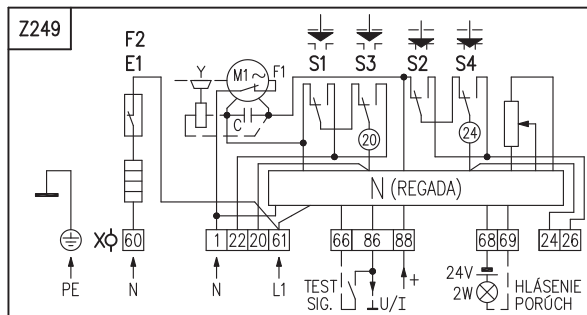 Z249
F2
E1
Y
M1 ~
F1
C
S1
S3
S2
S4
20
24
N (REGADA)
X
60
1
22
20
61
66
86
88
68
69
24
26
PE
N
N
L1
TEST
SIG.
U/I
+
24V
2W
HLÁSENIE
PORÚCH